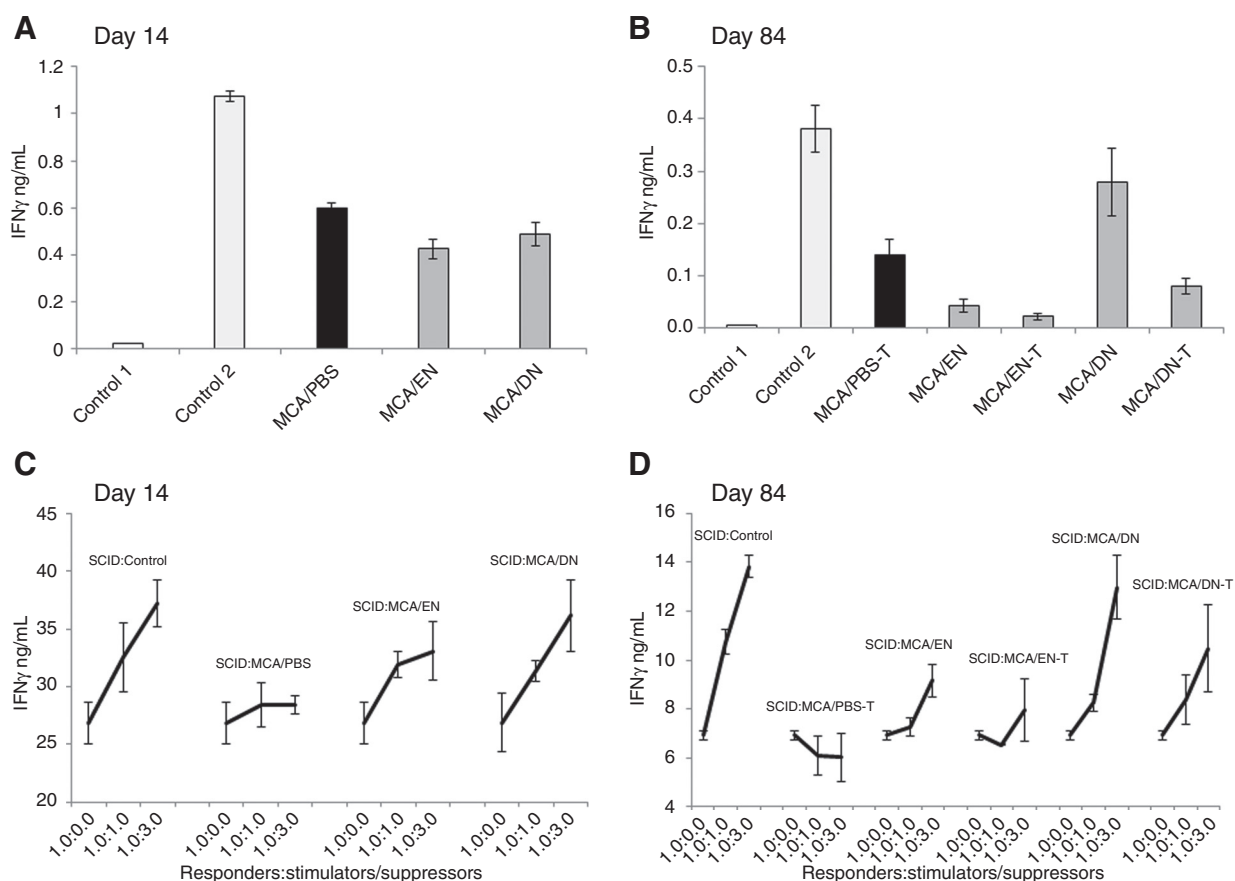 A
Day 14
1.2
1
0.8
0.6
0.4
0.2
0
IFNγ ng/mL
Control 1
Control 2
MCA/PBS
MCA/EN
MCA/DN
B
Day 84
0.5
0.4
0.3
0.2
0.1
0.0
IFNγ ng/mL
Control 1
Control 2
MCA/PBS-T
MCA/EN
MCA/EN-T
MCA/DN
MCA/DN-T
C
Day 14
45
40
35
30
25
20
IFNγ ng/mL
SCID:Control
SCID:MCA/PBS
SCID:MCA/EN
SCID:MCA/DN
1.0:0.0
1.0:1.0
1.0:3.0
1.0:0.0
1.0:1.0
1.0:3.0
1.0:0.0
1.0:1.0
1.0:3.0
1.0:0.0
1.0:1.0
1.0:3.0
Responders:stimulators/suppressors
D
Day 84
16
14
12
10
8
6
4
IFNγ ng/mL
SCID:Control
SCID:MCA/PBS-T
SCID:MCA/EN
SCID:MCA/EN-T
SCID:MCA/DN
SCID:MCA/DN-T
1.0:0.0
1.0:1.0
1.0:3.0
1.0:0.0
1.0:1.0
1.0:3.0
1.0:0.0
1.0:1.0
1.0:3.0
1.0:0.0
1.0:1.0
1.0:3.0
1.0:0.0
1.0:1.0
1.0:3.0
1.0:0.0
1.0:1.0
1.0:3.0
Responders:stimulators/suppressors